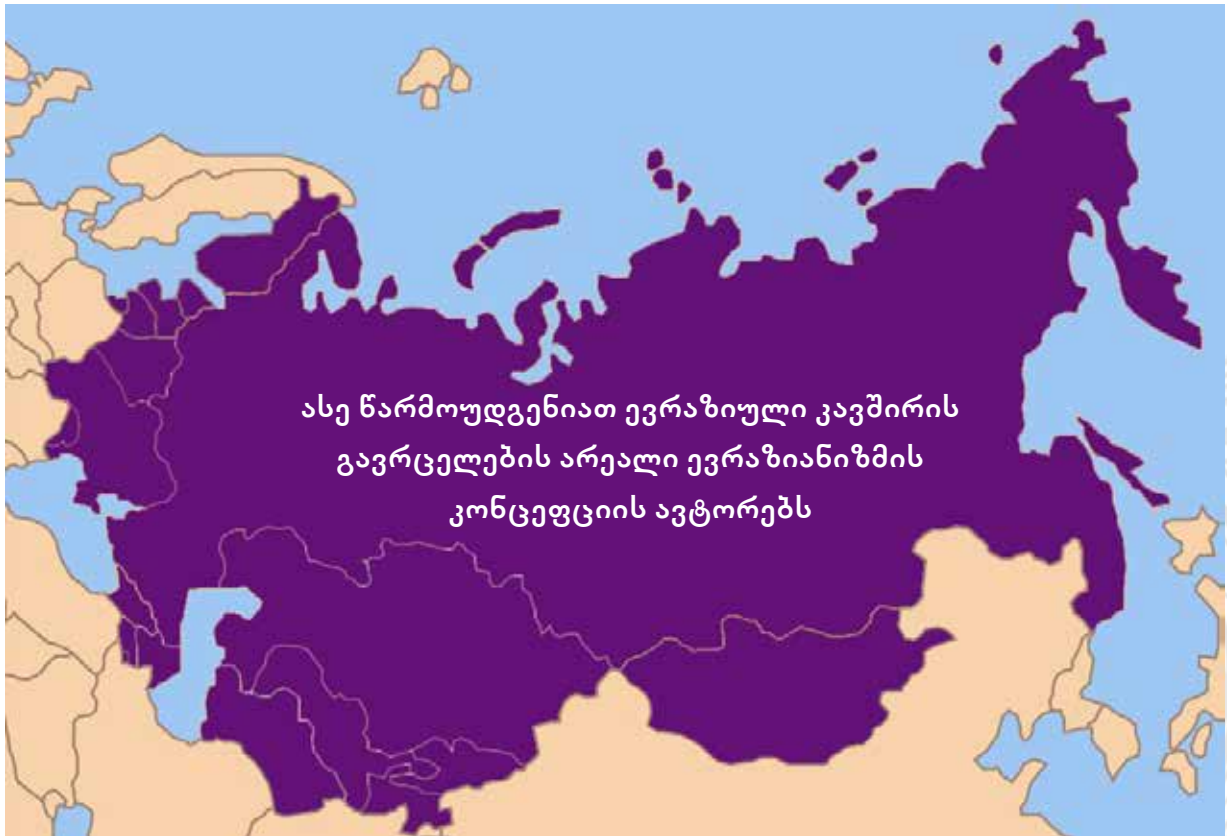 ასე წარმოუდგენიათ ევრაზიული კავშირის
გავრცელების არეალი ევრაზიანიზმის
კონცეფციის ავტორებს